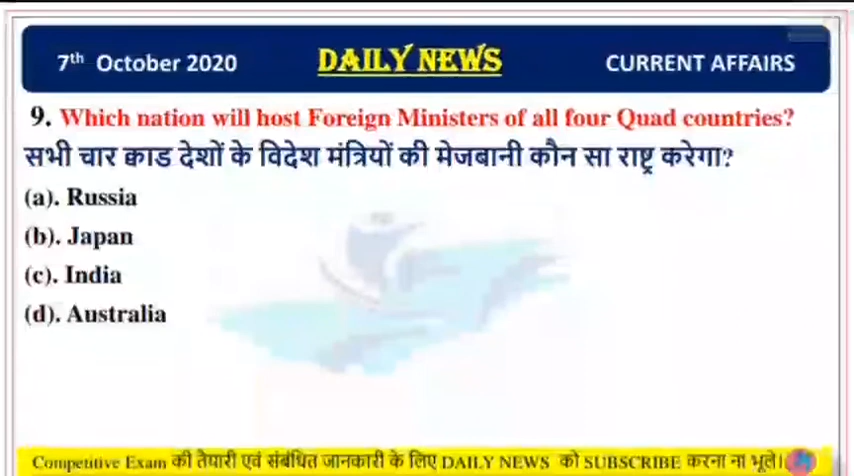 7th October 2020 DAILY NEWS CURRENT AFFAIRS
9. Which nation will host Foreign Ministers of all four Quad countries?
सभी चार क्वाड देशों के विदेश मंत्रियों की मेजबानी कौन सा राष्ट्र करेगा?
(a). Russia
(b). Japan
(c). India
(d). Australia
Competitive Exam की तैयारी एवं संबंधित जानकारी के लिए DAILY NEWS को SUBSCRIBE करना ना भूले।